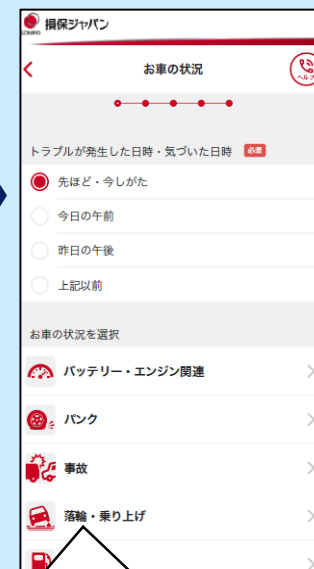 損保ジャパン
SOMPO
お車の状況
ヘルプ
トラブルが発生した日時・気づいた日時 必須
先ほど・今しがた
今日の午前
昨日の午後
上記以前
お車の状況を選択
バッテリー・エンジン関連
パンク
事故
落輪・乗り上げ